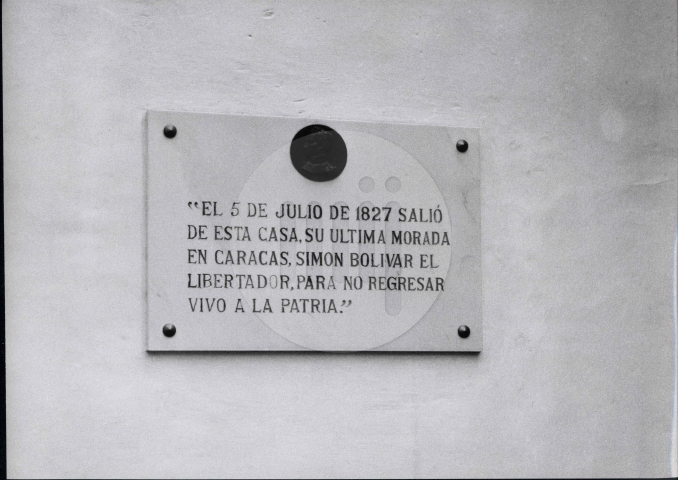 “EL 5 DE JULIO DE 1827 SALIÓ
DE ESTA CASA, SU ULTIMA MORADA
EN CARACAS, SIMON BOLIVAR EL
LIBERTADOR, PARA NO REGRESAR
VIVO A LA PATRIA.”